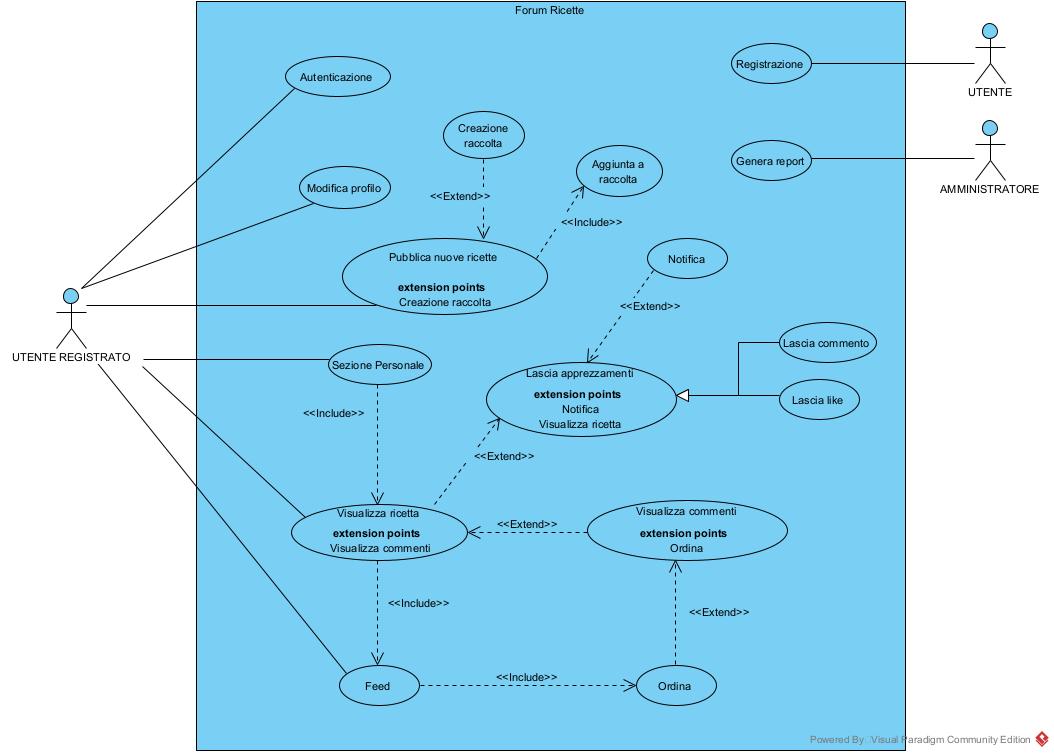 Forum Ricette
Autenticazione
Registrazione
UTENTE
Creazione
raccolta
Aggiunta a
raccolta
Genera report
AMMINISTRATORE
Modifica profilo
<<Extend>>
<<Include>>
Pubblica nuove ricette
extension points
Creazione raccolta
Notifica
<<Extend>>
UTENTE REGISTRATO
Sezione Personale
Lascia commento
Lascia apprezzamenti
extension points
Notifica
Visualizza ricetta
Lascia like
<<Include>>
<<Extend>>
Visualizza ricetta
extension points
Visualizza commenti
<<Extend>>
Visualizza commenti
extension points
Ordina
<<Include>>
<<Extend>>
Feed
<<Include>>
Ordina
Powered By: Visual Paradigm Community Edition